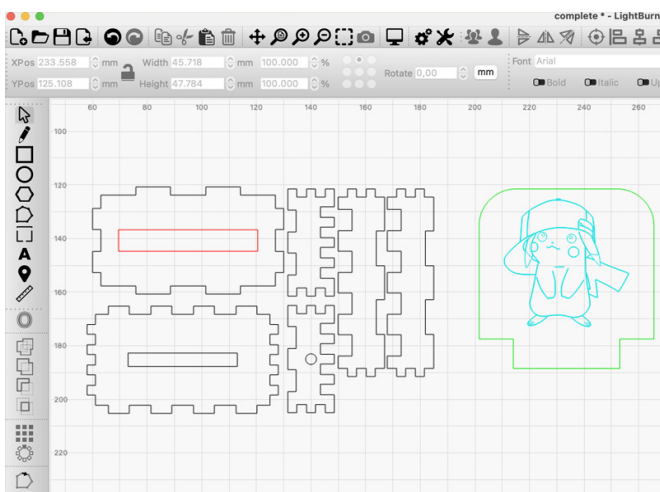 complete * - LightBurn
XPos 233.558 mm Width 45.718 mm 100.000 % Font Arial
Rotate 0,00 mm
YPos 125.108 mm Height 47.784 mm 100.000 % Bold Italic
60 80 100 120 140 160 180 200 220 240 260
100
120
140
160
180
200
220
A